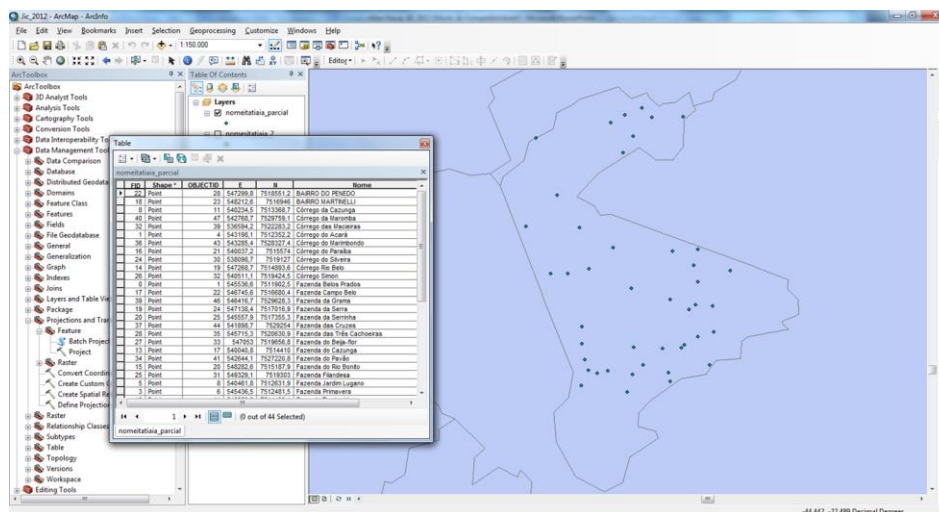 Jic_2012 - ArcMap - ArcInfo
File Edit View Bookmarks Insert Selection Geoprocessing Customize Windows Help
1:150.000
Editor
ArcToolbox
ArcToolbox
3D Analyst Tools
Analysis Tools
Cartography Tools
Conversion Tools
Data Interoperability To
Data Management Tool
Data Comparison
Database
Distributed Geodata
Domains
Feature Class
Features
Fields
File Geodatabase
General
Generalization
Graph
Indexes
Joins
Layers and Table Vie
Package
Projections and Tran
Feature
Batch Project
Project
Raster
Convert Coordin
Create Custom G
Create Spatial Re
Define Projection
Raster
Relationship Classes
Subtypes
Table
Topology
Versions
Workspace
Editing Tools
Table Of Contents
Layers
nomeitatiaia_parcial
nomeitatiaia_2
Table
nomeitatiaia_parcial
FID Shape * OBJECTID E N Nome
22 Point 28 547299,8 7518551,2 BAIRRO DO PENEDO
18 Point 23 548212,6 7516946 BAIRRO MARTINELLI
8 Point 11 540234,5 7513368,7 Córrego da Cazunga
40 Point 47 542768,7 7529759,1 Córrego da Maromba
32 Point 39 536594,2 7522283,2 Córrego das Macieiras
1 Point 4 543196,1 7512352,2 Córrego do Acará
36 Point 43 543285,4 7528327,4 Córrego do Marimbondo
16 Point 21 540037,2 7515574 Córrego do Paraíba
24 Point 30 538098,7 7519127 Córrego do Silveira
14 Point 19 547268,7 7514893,6 Córrego Rio Belo
26 Point 32 540511,1 7519424,5 Córrego Simon
0 Point 1 545536,6 7511902,5 Fazenda Belos Prados
17 Point 22 546745,6 7516680,4 Fazenda Campo Belo
39 Point 46 546416,7 7529628,3 Fazenda da Grama
19 Point 24 547138,4 7517016,9 Fazenda da Serra
20 Point 25 545557,9 7517355,3 Fazenda da Serrinha
37 Point 44 541898,7 7529254 Fazenda das Cruzes
28 Point 35 545715,3 7520630,9 Fazenda das Três Cachoeiras
27 Point 33 547053 7519656,8 Fazenda do Beija-flor
13 Point 17 540040,8 7514410 Fazenda do Cazunga
34 Point 41 542644,1 7527220,8 Fazenda do Pavão
15 Point 20 548282,6 7515187,9 Fazenda do Rio Bonito
25 Point 31 549329,1 7519303 Fazenda Filandesa
5 Point 8 540461,8 7512631,9 Fazenda Jardim Lugano
3 Point 6 545436,5 7512481,5 Fazenda Primavera
1 (0 out of 44 Selected)
nomeitatiaia_parcial
-44,442 -22,489 Decimal Degrees